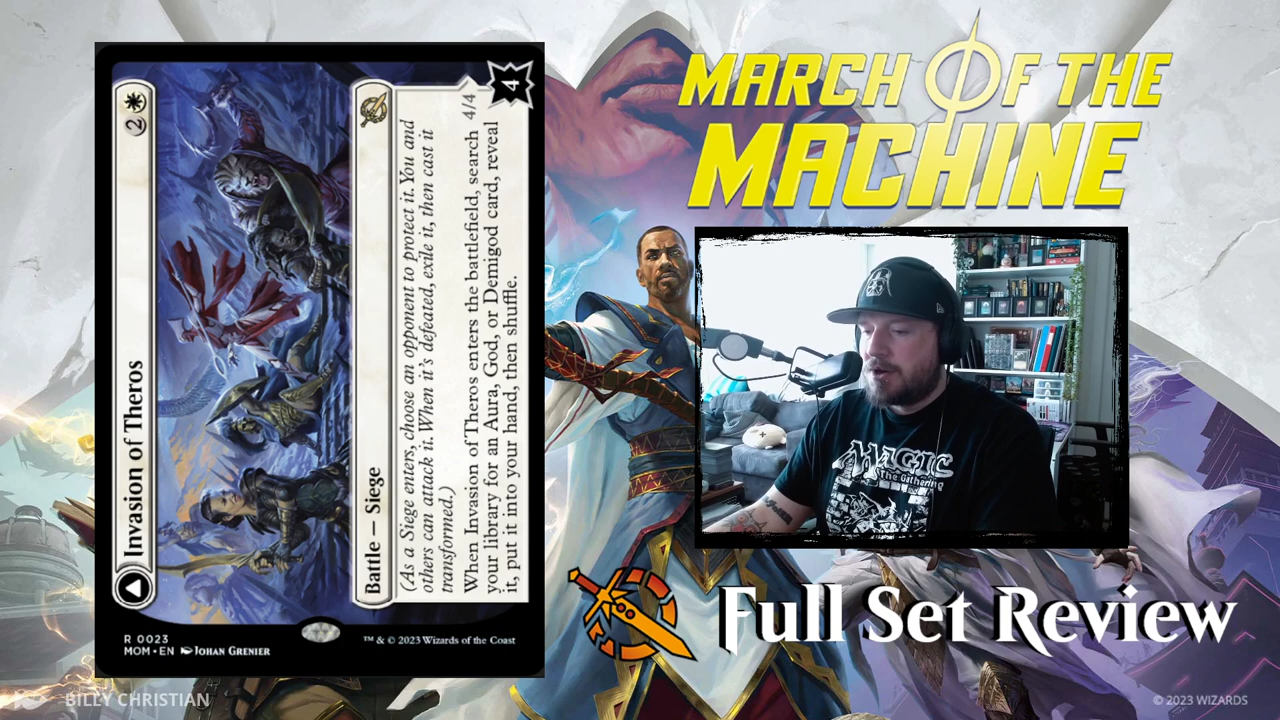 Invasion of Theros
2
Battle — Siege
(As a Siege enters, choose an opponent to protect it. You and
others can attack it. When it's defeated, exile it, then cast it
transformed.)
When Invasion of Theros enters the battlefield, search
your library for an Aura, God, or Demigod card, reveal
it, put it into your hand, then shuffle.
4/4
4
R 0023
MOM • EN JOHAN GRENIER
™ & © 2023 Wizards of the Coast
MARCH OF THE
MACHINE
MAGIC
The Gathering
Full Set Review
BILLY CHRISTIAN
© 2023 WIZARDS